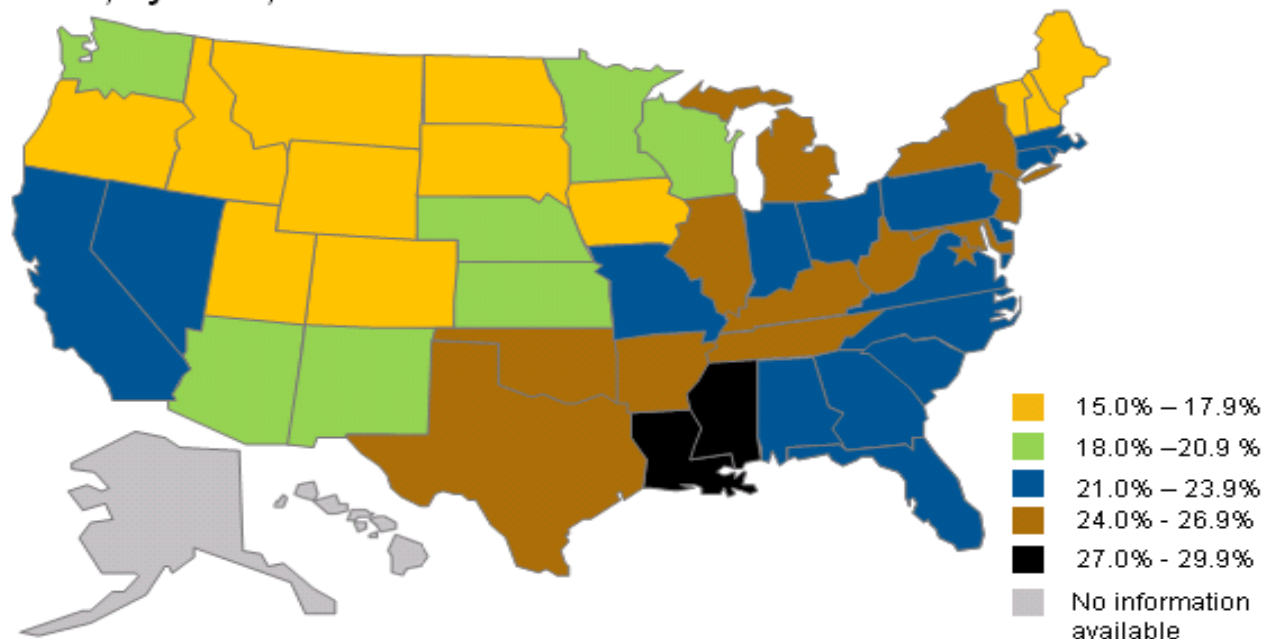 15.0% – 17.9%
18.0% –20.9 %
21.0% – 23.9%
24.0% - 26.9%
27.0% - 29.9%
No information
available